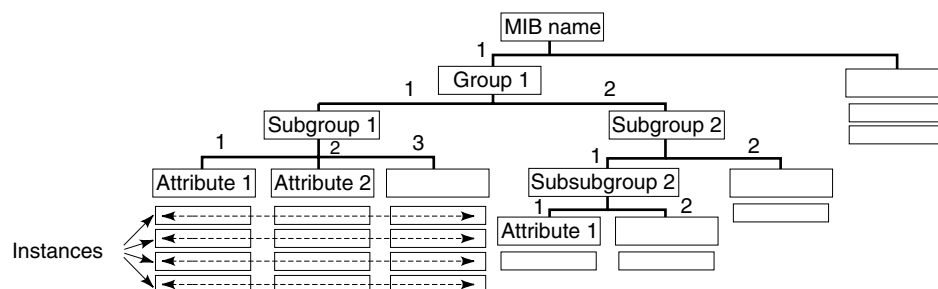 MIB name
1
Group 1
1 2
Subgroup 1 Subgroup 2
1 2 3 1 2
Attribute 1 Attribute 2 Subsubgroup 2
1 2
Attribute 1
Instances